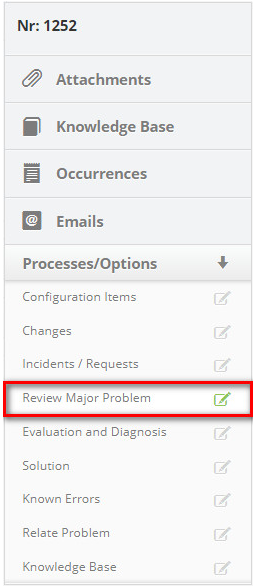 Nr: 1252
Attachments
Knowledge Base
Occurrences
Emails
Processes/Options
Configuration Items
Changes
Incidents / Requests
Review Major Problem
Evaluation and Diagnosis
Solution
Known Errors
Relate Problem
Knowledge Base